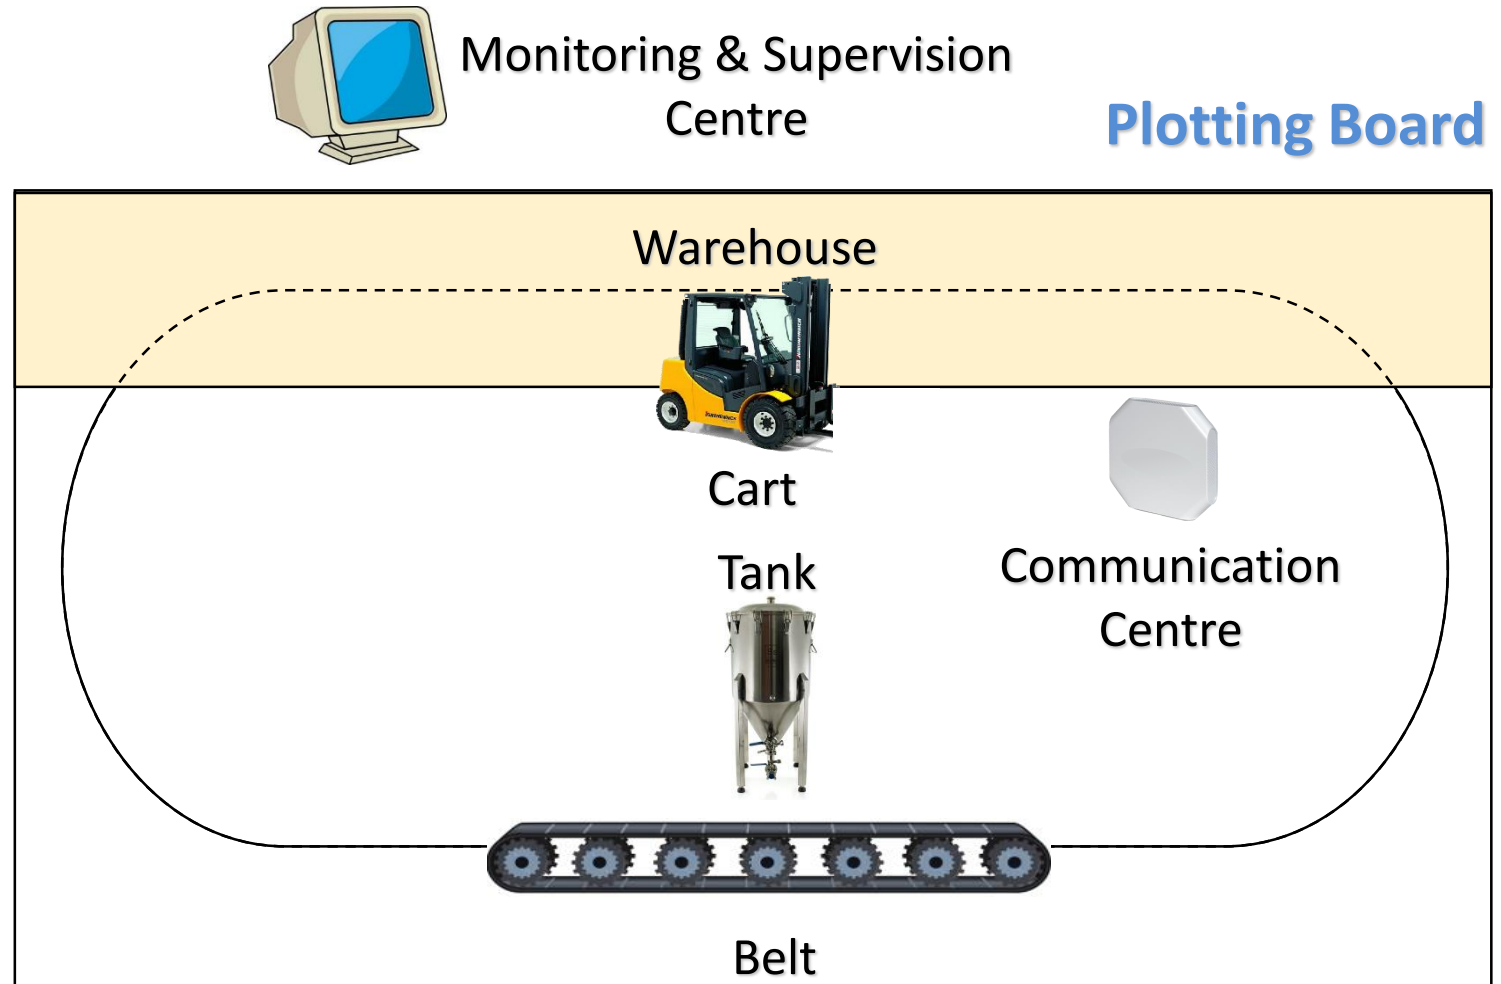 Monitoring & Supervision
Centre
Plotting Board
Warehouse
Cart
Tank
Communication
Centre
Belt